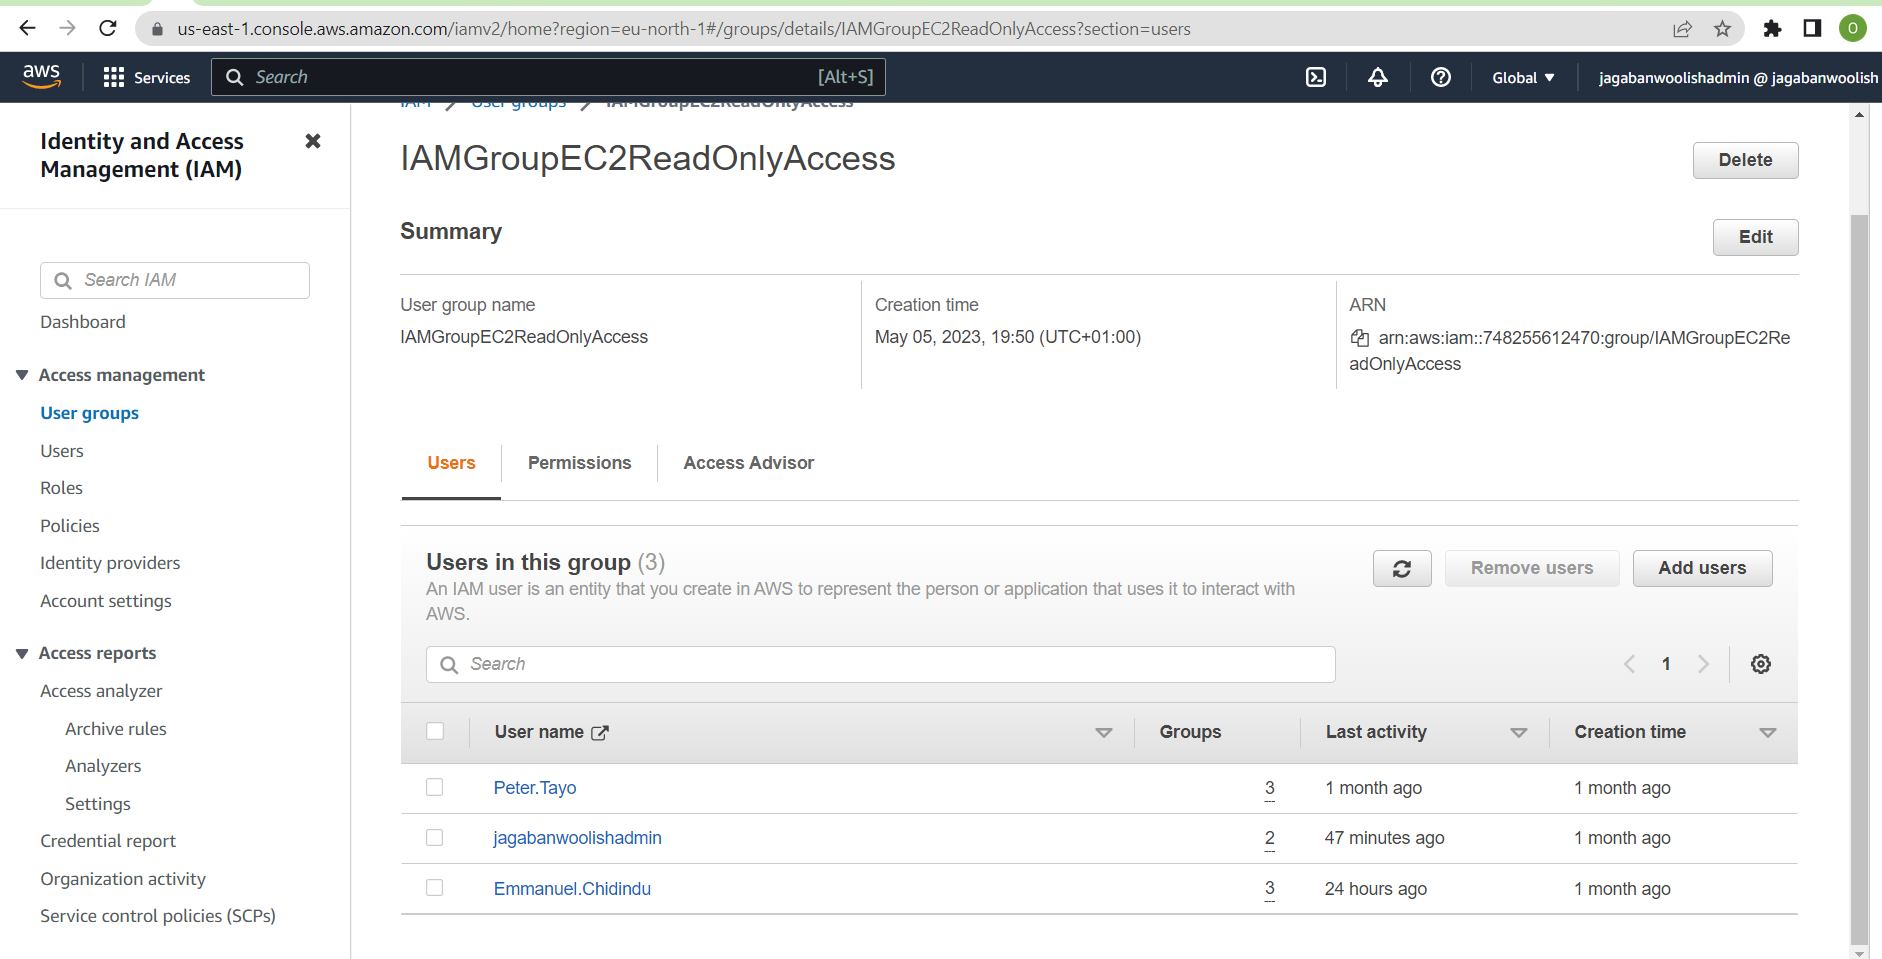 us-east-1.console.aws.amazon.com/iamv2/home?region=eu-north-1#/groups/details/IAMGroupEC2ReadOnlyAccess?section=users
O
aws
Services
Search
[Alt+S]
Global
jagabanwoolishadmin @ jagabanwoolish
Identity and Access
Management (IAM)
Search IAM
Dashboard
Access management
User groups
Users
Roles
Policies
Identity providers
Account settings
Access reports
Access analyzer
Archive rules
Analyzers
Settings
Credential report
Organization activity
Service control policies (SCPs)
IAM > User groups > IAMGroupEC2ReadOnlyAccess
IAMGroupEC2ReadOnlyAccess
Delete
Summary
Edit
User group name
IAMGroupEC2ReadOnlyAccess
Creation time
May 05, 2023, 19:50 (UTC+01:00)
ARN
arn:aws:iam::748255612470:group/IAMGroupEC2Re
adOnlyAccess
Users
Permissions
Access Advisor
Users in this group (3)
An IAM user is an entity that you create in AWS to represent the person or application that uses it to interact with
AWS.
Remove users
Add users
Search
1
User name Groups Last activity Creation time
Peter.Tayo 3 1 month ago 1 month ago
jagabanwoolishadmin 2 47 minutes ago 1 month ago
Emmanuel.Chidindu 3 24 hours ago 1 month ago